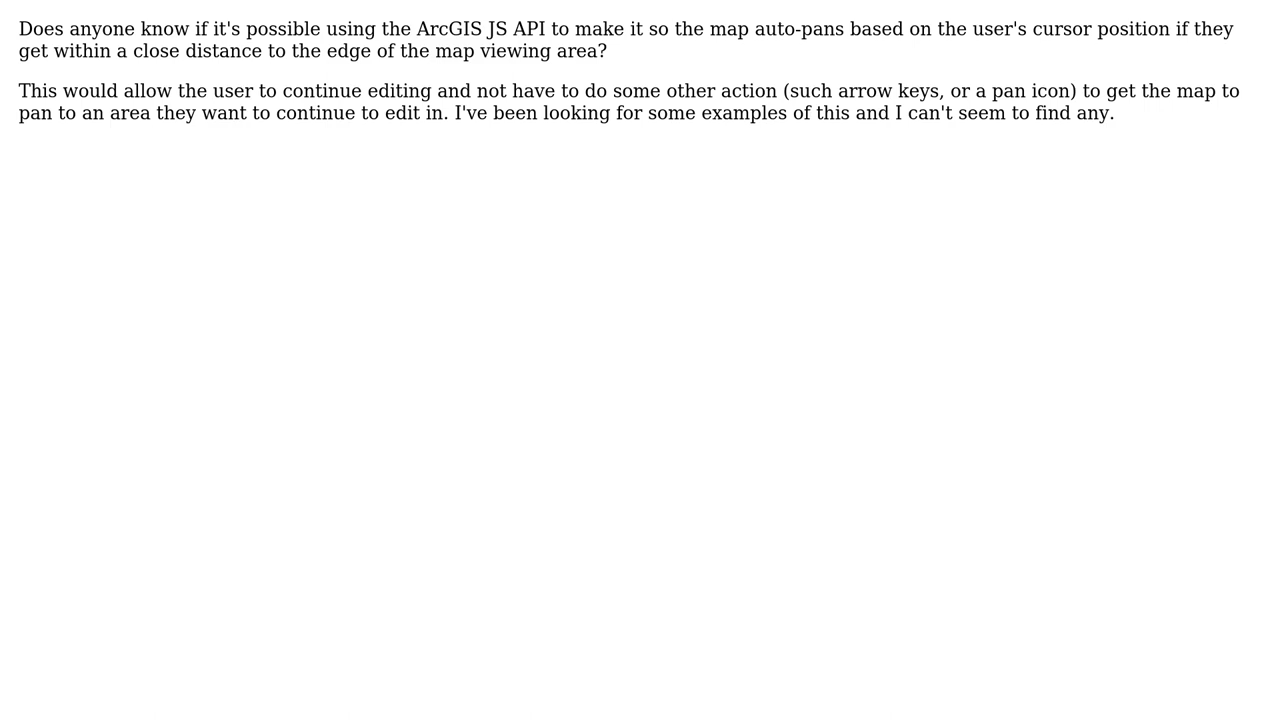 Does anyone know if it's possible using the ArcGIS JS API to make it so the map auto-pans based on the user's cursor position if they
get within a close distance to the edge of the map viewing area?
This would allow the user to continue editing and not have to do some other action (such arrow keys, or a pan icon) to get the map to
pan to an area they want to continue to edit in. I've been looking for some examples of this and I can't seem to find any.